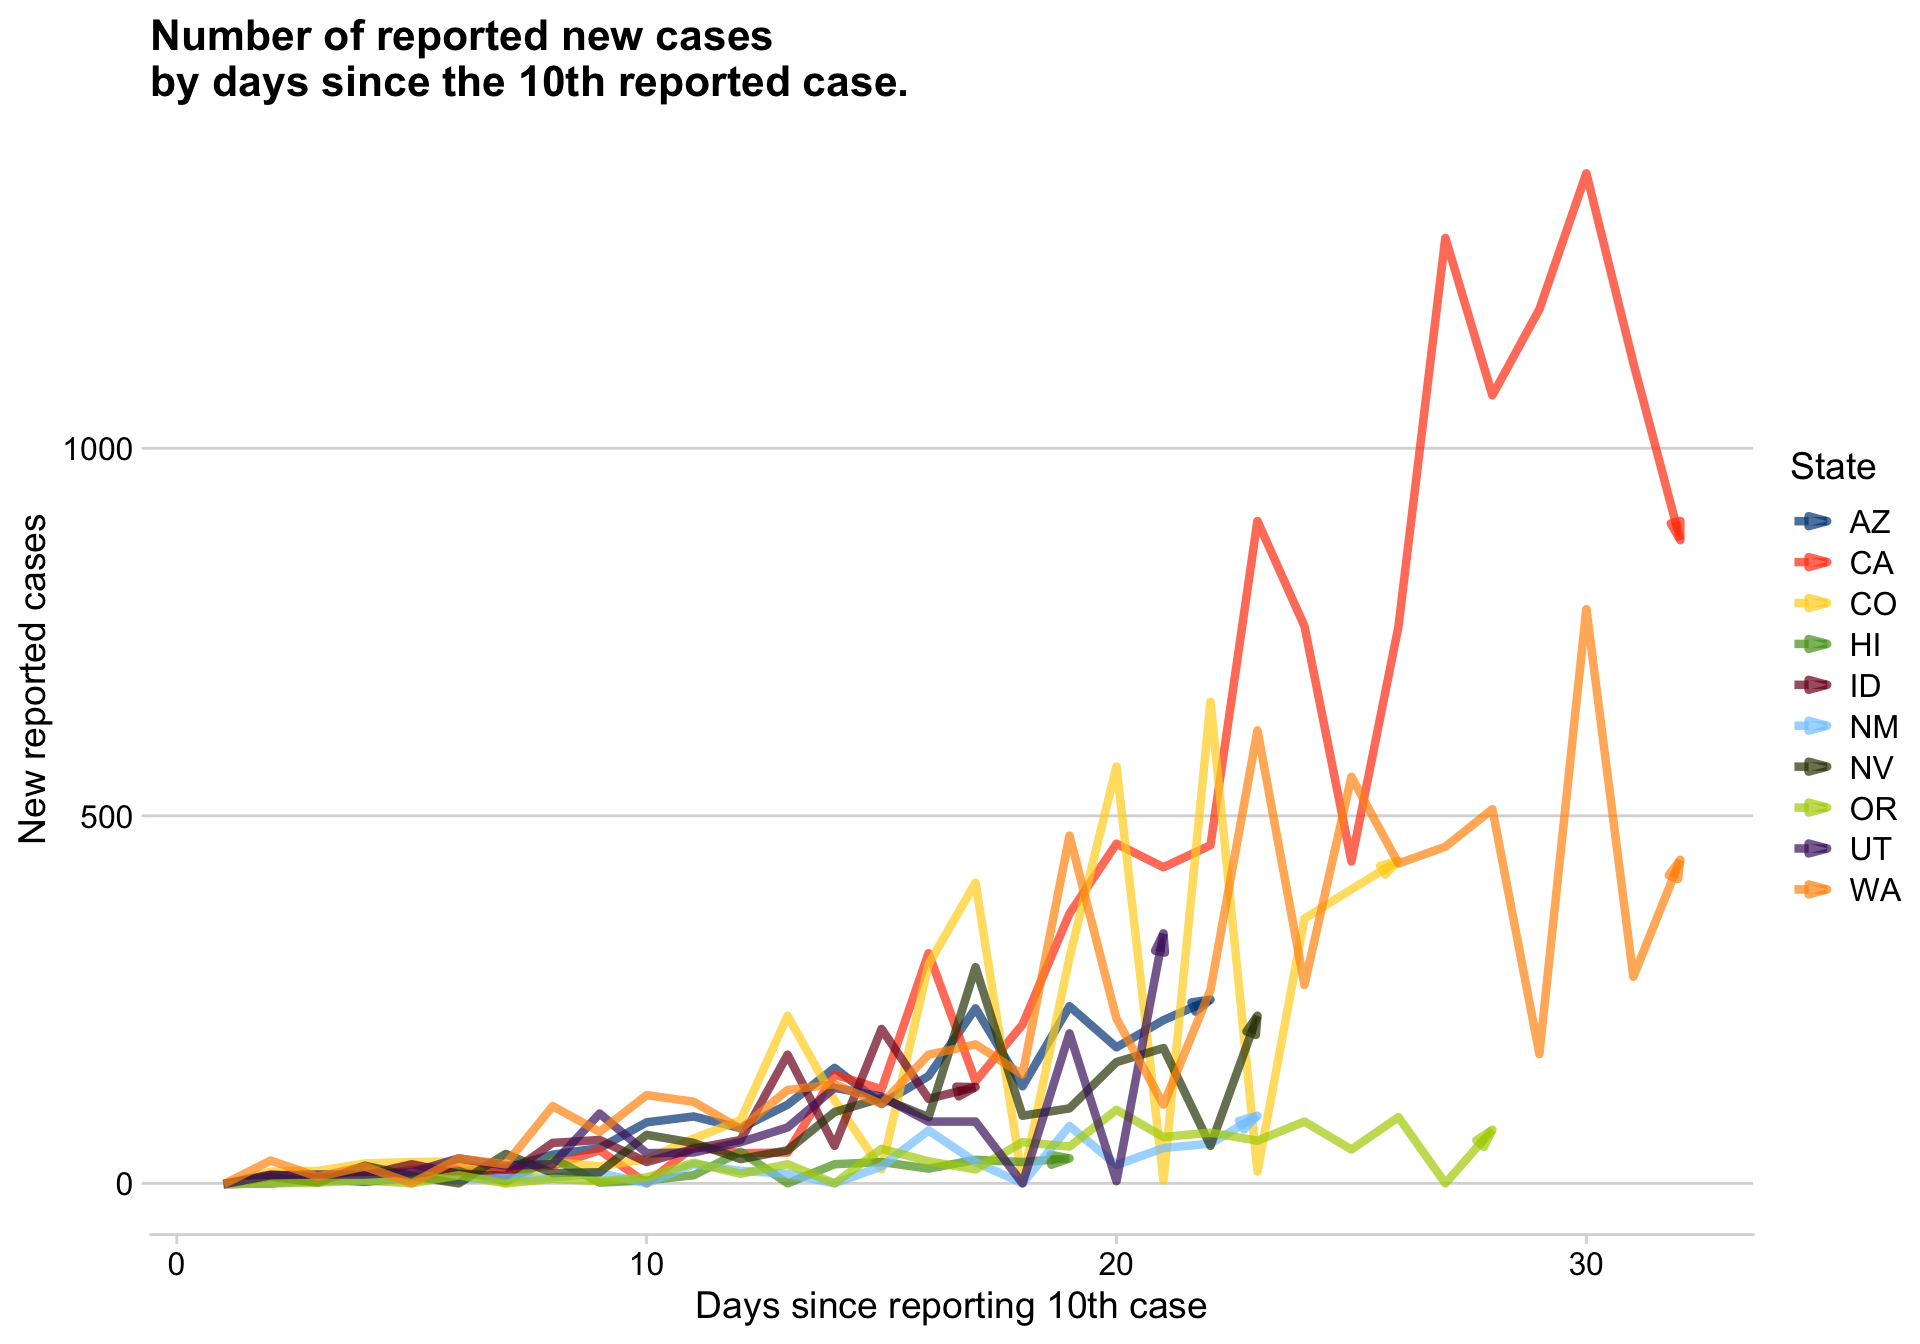 Number of reported new cases
by days since the 10th reported case.
New reported cases
1000
500
0
0
10
20
30
Days since reporting 10th case
State
AZ
CA
CO
HI
ID
NM
NV
OR
UT
WA